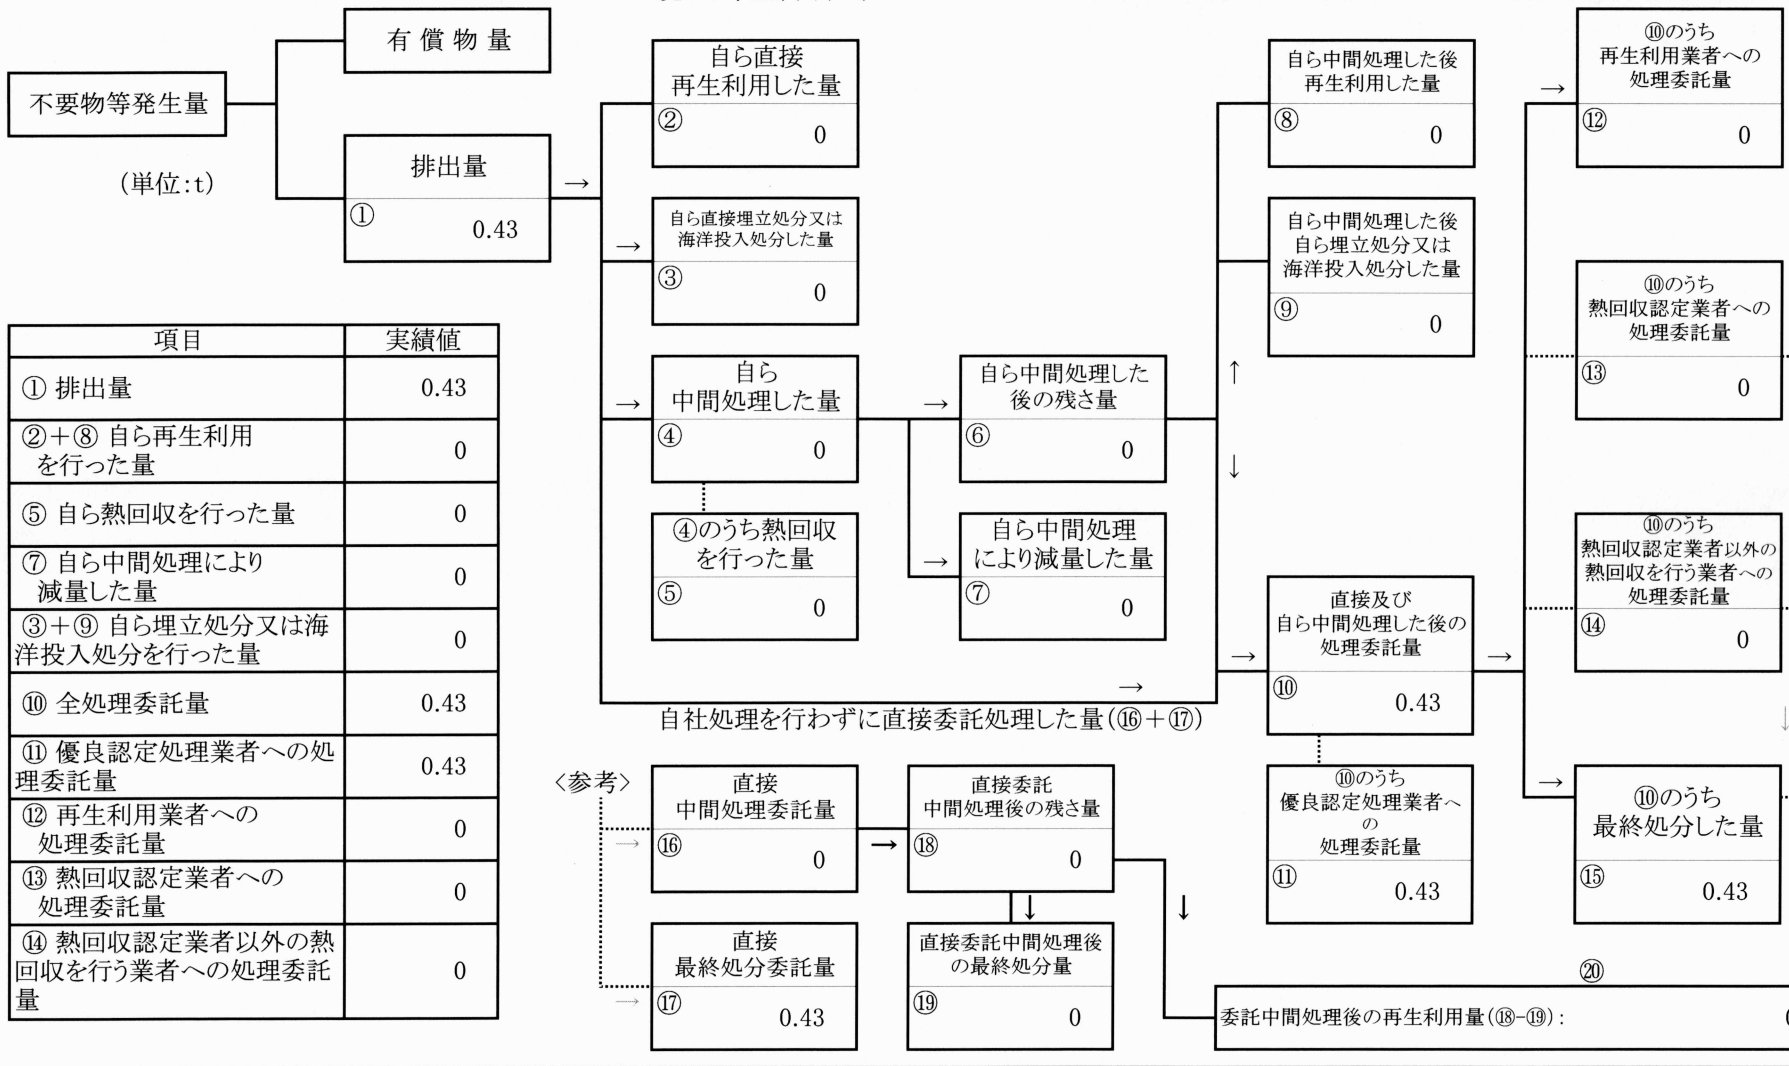 有 償 物 量
不要物等発生量
(単位:t)
排出量
→
①
0.43
自ら直接
再生利用した量
②
0
→
自ら直接埋立処分又は
海洋投入処分した量
③
0
→
自ら
中間処理した量
④
0
④のうち熱回収
を行った量
⑤
0
→
自ら中間処理した
後の残さ量
⑥
0
→
自ら中間処理
により減量した量
⑦
0
自ら中間処理した後
再生利用した量
⑧
0
自ら中間処理した後
自ら埋立処分又は
海洋投入処分した量
⑨
0
↑
↓
→
自社処理を行わずに直接委託処理した量(⑯+⑰)
→
直接及び
自ら中間処理した後の
処理委託量
⑩
0.43
⑩のうち
優良認定処理業者へ
の
処理委託量
⑪
0.43
→
→
⑩のうち
再生利用業者への
処理委託量
⑫
0
⑩のうち
熱回収認定業者への
処理委託量
⑬
0
⑩のうち
熱回収認定業者以外の
熱回収を行う業者への
処理委託量
⑭
0
↓
→
⑩のうち
最終処分した量
⑮
0.43
項目 実績値
① 排出量 0.43
②+⑧ 自ら再生利用
を行った量 0
⑤ 自ら熱回収を行った量 0
⑦ 自ら中間処理により
減量した量 0
③+⑨ 自ら埋立処分又は海
洋投入処分を行った量 0
⑩ 全処理委託量 0.43
⑪ 優良認定処理業者への処
理委託量 0.43
⑫ 再生利用業者への
処理委託量 0
⑬ 熱回収認定業者への
処理委託量 0
⑭ 熱回収認定業者以外の熱
回収を行う業者への処理委託
量 0
〈参考〉
→
直接
中間処理委託量
⑯
0
→
直接委託
中間処理後の残さ量
⑱
0
↓
↓
→
直接
最終処分委託量
⑰
0.43
直接委託中間処理後
の最終処分量
⑲
0
⑳
委託中間処理後の再生利用量(⑱-⑲):